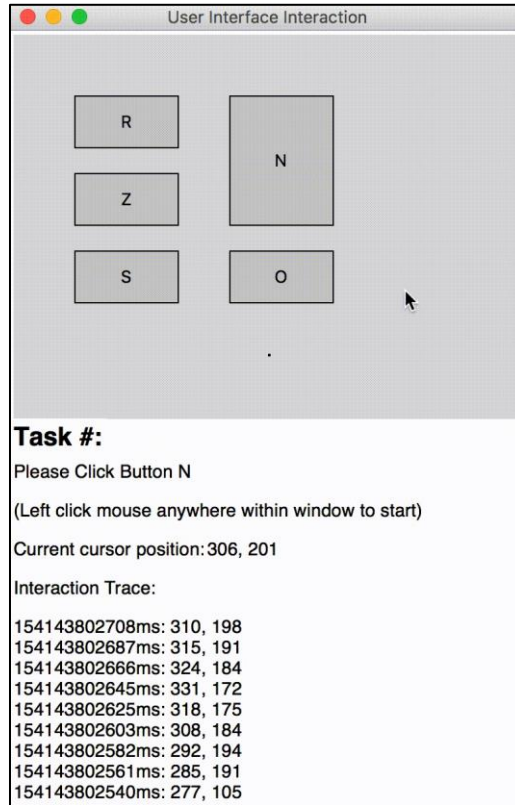 User Interface Interaction
R
N
Z
S
O
Task #:
Please Click Button N
(Left click mouse anywhere within window to start)
Current cursor position: 306, 201
Interaction Trace:
154143802708ms: 310, 198
154143802687ms: 315, 191
154143802666ms: 324, 184
154143802645ms: 331, 172
154143802625ms: 318, 175
154143802603ms: 308, 184
154143802582ms: 292, 194
154143802561ms: 285, 191
154143802540ms: 277, 105